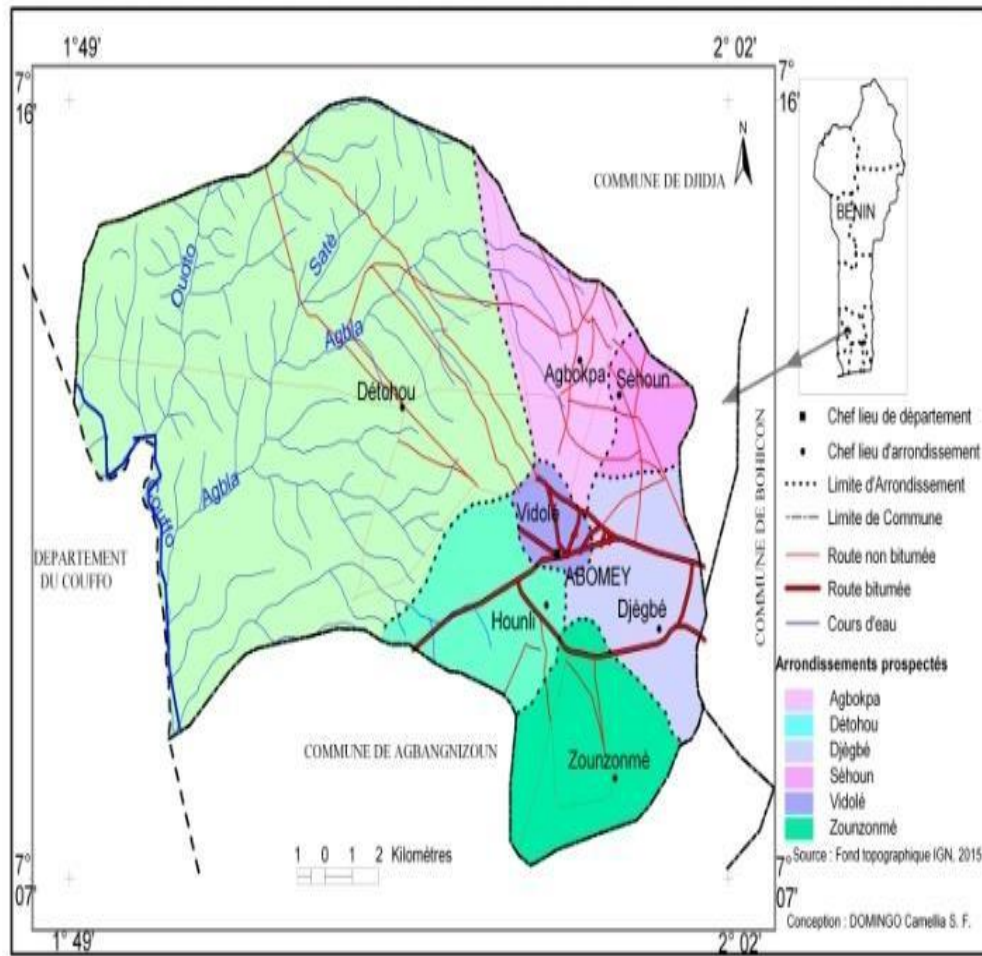 1°49'
2° 02'
7°
16'
7°
16'
N
COMMUNE DE DJIDJA
BENIN
Oudto
Saté
Agbla
Détohou
Agbokpa
Sèhoun
Agbla
Couffo
DEPARTEMENT
DU COUFFO
Vidolé
ABOMEY
Hounli
Djègbé
COMMUNE DE BOHICON
COMMUNE DE AGBANGNIZOUN
Zounzonmè
1 0 1 2 Kilomètres
7°
07'
7°
07'
1° 49'
2° 02'
Chef lieu de département
Chef lieu d'arrondissement
Limite d'Arrondissement
Limite de Commune
Route non bitumée
Route bitumée
Cours d'eau
Arrondissements prospectés
Agbokpa
Détohou
Djègbé
Sèhoun
Vidolé
Zounzonmè
Source : Fond topographique IGN, 2015
Conception : DOMINGO Camellia S. F.